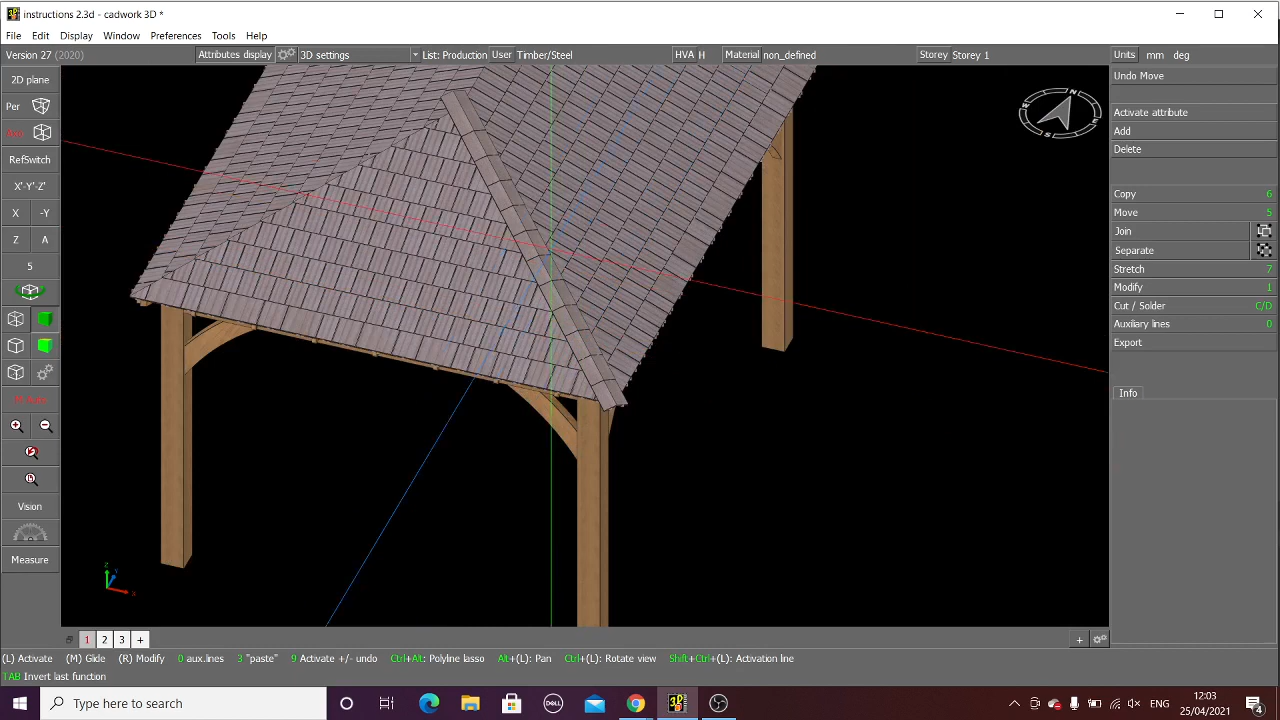 instructions 2.3d - cadwork 3D *
File Edit Display Window Preferences Tools Help
Version 27 (2020) Attributes display 3D settings List: Production User Timber/Steel HVA H Material non_defined Storey Storey 1 Units mm deg
2D plane
Per
Axo
RefSwitch
X'-Y'-Z'
X -Y
Z A
5
Vision
Measure
Undo Move
Activate attribute
Add
Delete
Copy 6
Move 5
Join
Separate
Stretch 7
Modify 1
Cut / Solder C/D
Auxiliary lines 0
Export
Info
N
W E
S
Z Y
X
1 2 3 + +
(L) Activate (M) Glide (R) Modify 0 aux.lines 3 "paste" 9 Activate +/- undo Ctrl+Alt: Polyline lasso Alt+(L): Pan Ctrl+(L): Rotate view Shift+Ctrl+(L): Activation line
TAB Invert last function
Type here to search
DELL
3D
ENG
12:03
25/04/2021
4